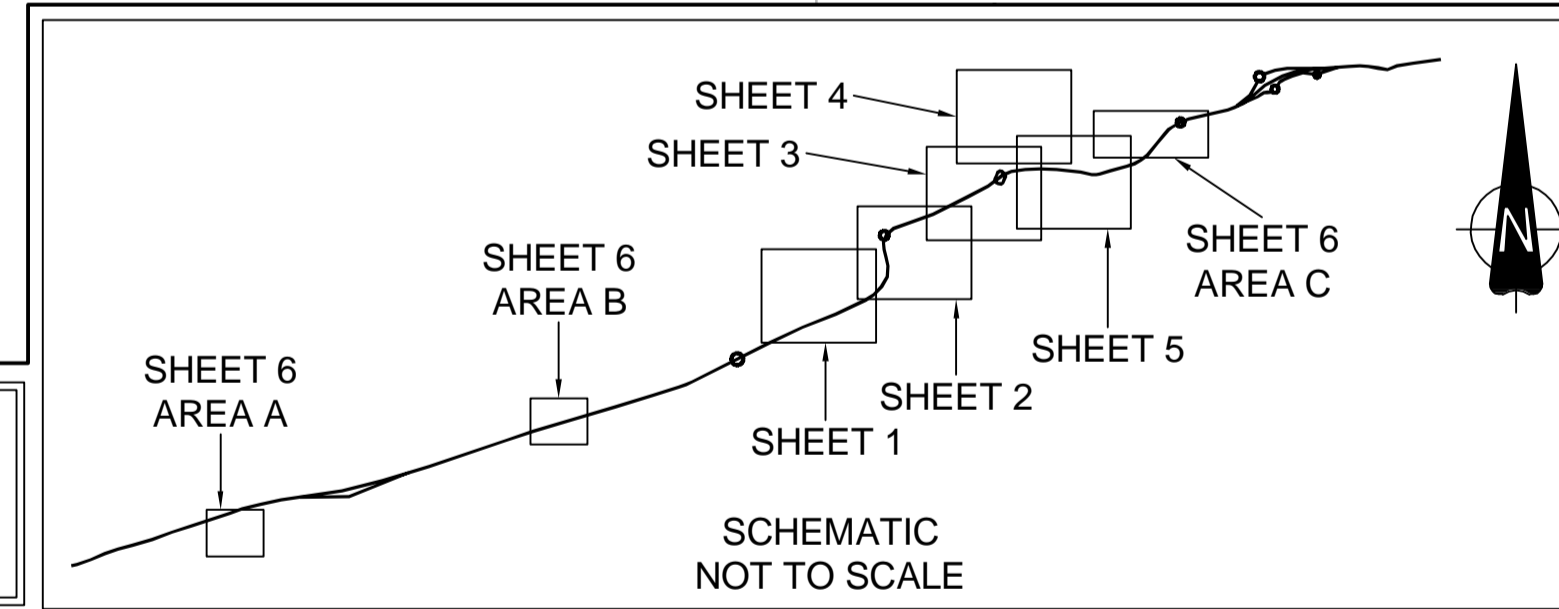 SHEET 4
SHEET 3
SHEET 6
AREA C
N
SHEET 6
AREA B
SHEET 5
SHEET 6
AREA A
SHEET 2
SHEET 1
SCHEMATIC
NOT TO SCALE